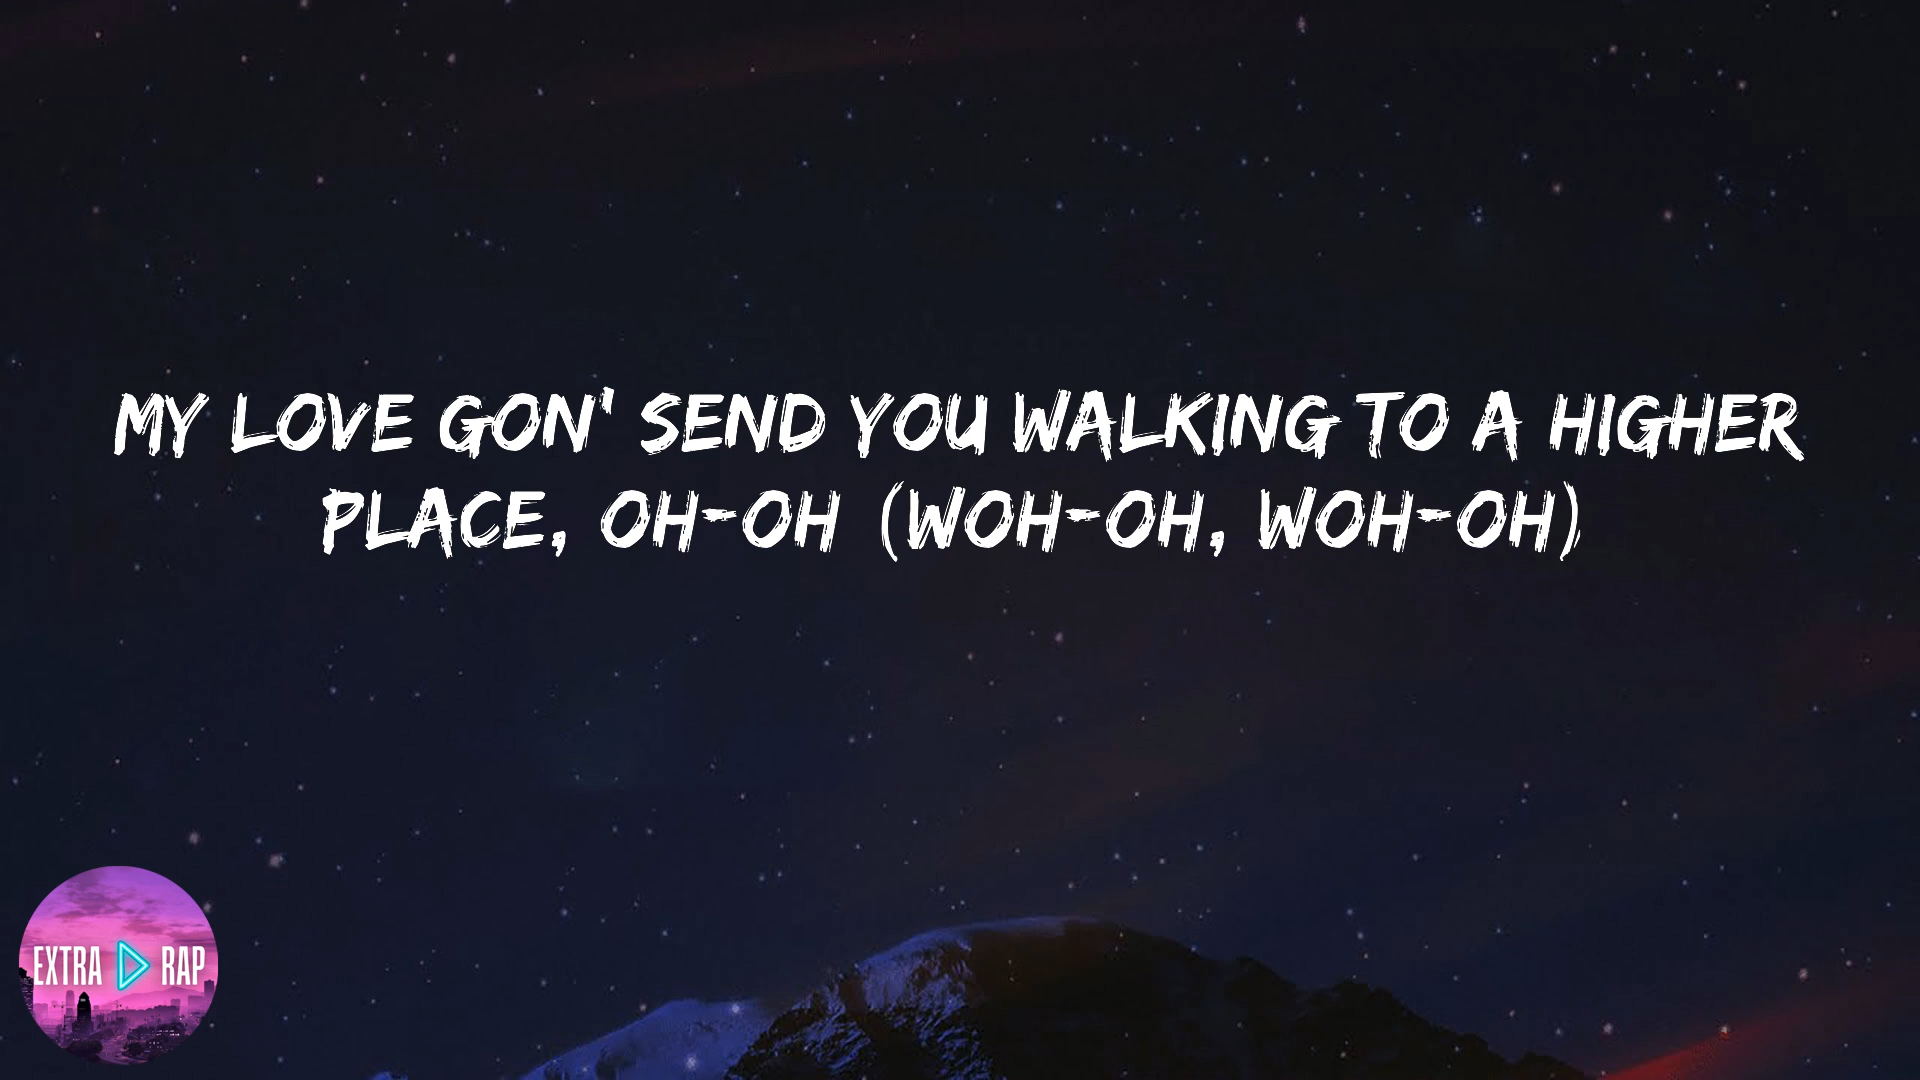 MY LOVE GON' SEND YOU WALKING TO A HIGHER
PLACE, OH-OH (WOH-OH, WOH-OH)
EXTRA RAP